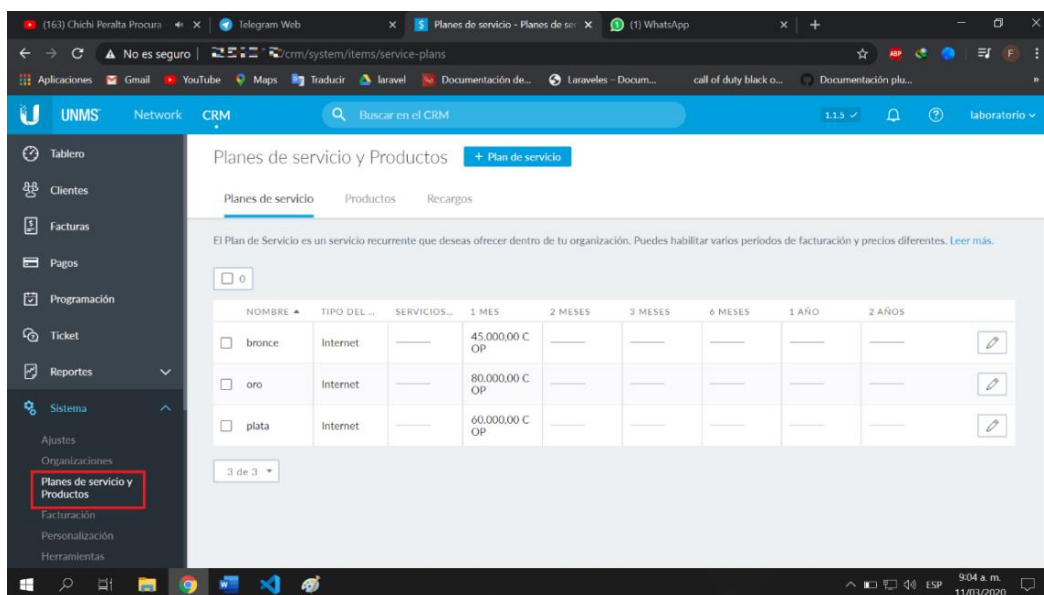 (163) Chichi Peralta Procura
Telegram Web
Planes de servicio - Planes de ser
(1) WhatsApp
No es seguro
/crm/system/items/service-plans
Aplicaciones Gmail YouTube Maps Traducir laravel Documentación de... Laraveles – Docum... call of duty black o... Documentación plu...
UNMS Network CRM Buscar en el CRM 1.1.5 laboratorio
Tablero
Clientes
Facturas
Pagos
Programación
Ticket
Reportes
Sistema
Ajustes
Organizaciones
Planes de servicio y
Productos
Facturación
Personalización
Herramientas
Planes de servicio y Productos + Plan de servicio
Planes de servicio Productos Recargos
El Plan de Servicio es un servicio recurrente que deseas ofrecer dentro de tu organización. Puedes habilitar varios períodos de facturación y precios diferentes. Leer más.
0
NOMBRE TIPO DEL ... SERVICIOS... 1 MES 2 MESES 3 MESES 6 MESES 1 AÑO 2 AÑOS
bronce Internet 45.000,00 C
OP
oro Internet 80.000,00 C
OP
plata Internet 60.000,00 C
OP
3 de 3
ESP
9:04 a. m.
11/03/2020